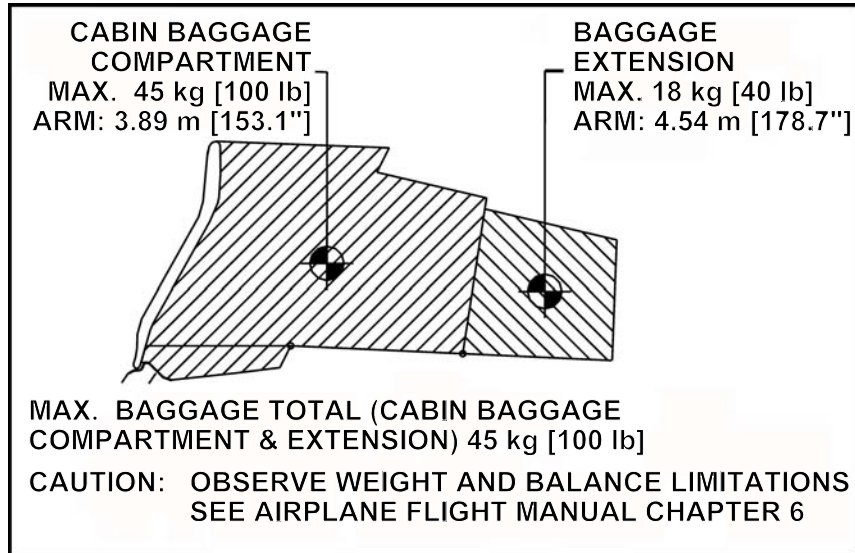 CABIN BAGGAGE
COMPARTMENT
MAX. 45 kg [100 lb]
ARM: 3.89 m [153.1"]
BAGGAGE
EXTENSION
MAX. 18 kg [40 lb]
ARM: 4.54 m [178.7"]
MAX. BAGGAGE TOTAL (CABIN BAGGAGE
COMPARTMENT & EXTENSION) 45 kg [100 lb]
CAUTION: OBSERVE WEIGHT AND BALANCE LIMITATIONS
SEE AIRPLANE FLIGHT MANUAL CHAPTER 6